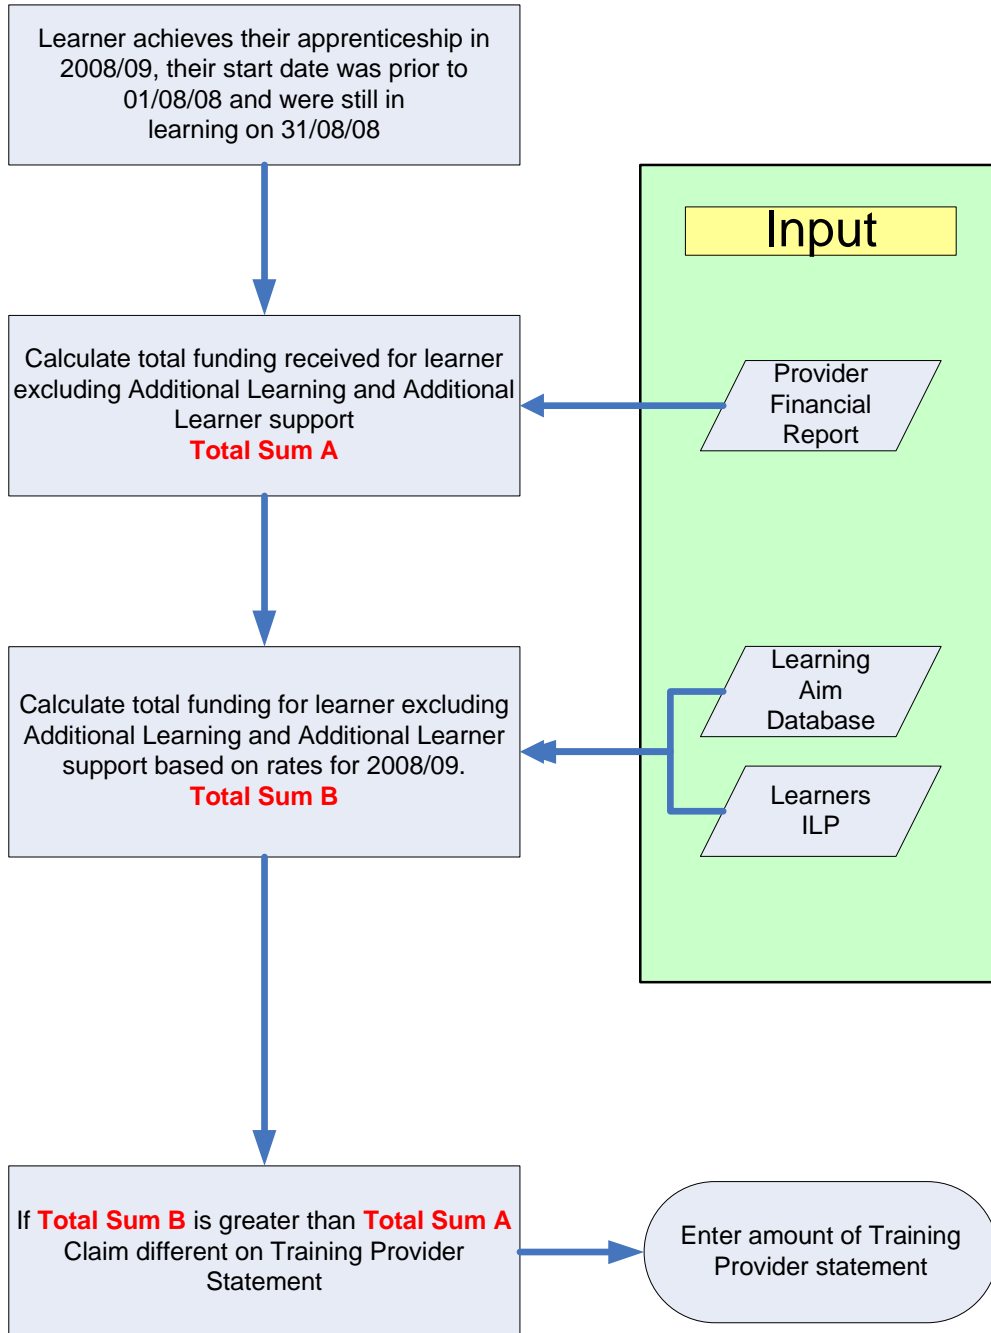 Learner achieves their apprenticeship in
2008/09, their start date was prior to
01/08/08 and were still in
learning on 31/08/08
Input
Calculate total funding received for learner
excluding Additional Learning and Additional
Learner support
Total Sum A
Provider
Financial
Report
Calculate total funding for learner excluding
Additional Learning and Additional Learner
support based on rates for 2008/09.
Total Sum B
Learning
Aim
Database
Learners
ILP
If Total Sum B is greater than Total Sum A
Claim different on Training Provider
Statement
Enter amount of Training
Provider statement